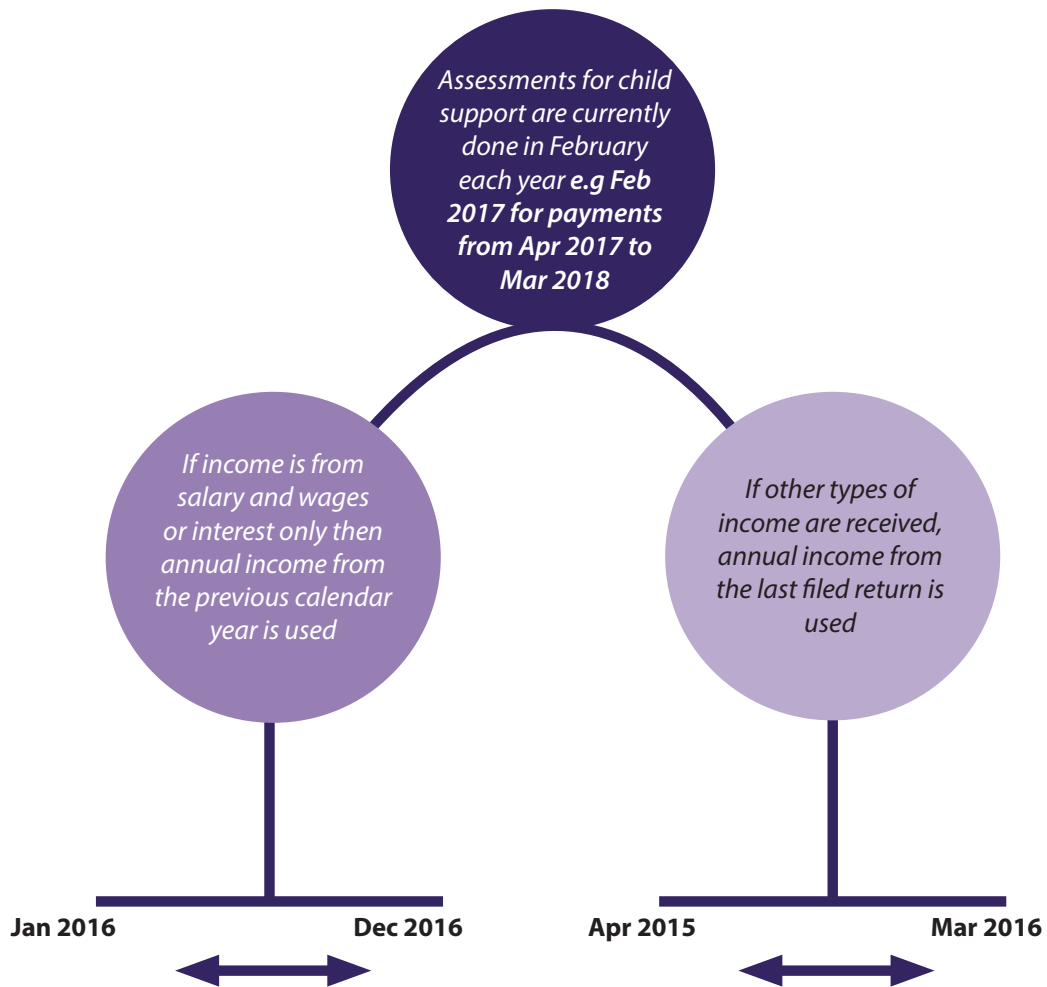 Assessments for child
support are currently
done in February
each year e.g Feb
2017 for payments
from Apr 2017 to
Mar 2018
If income is from
salary and wages
or interest only then
annual income from
the previous calendar
year is used
If other types of
income are received,
annual income from
the last filed return is
used
Jan 2016
Dec 2016
Apr 2015
Mar 2016